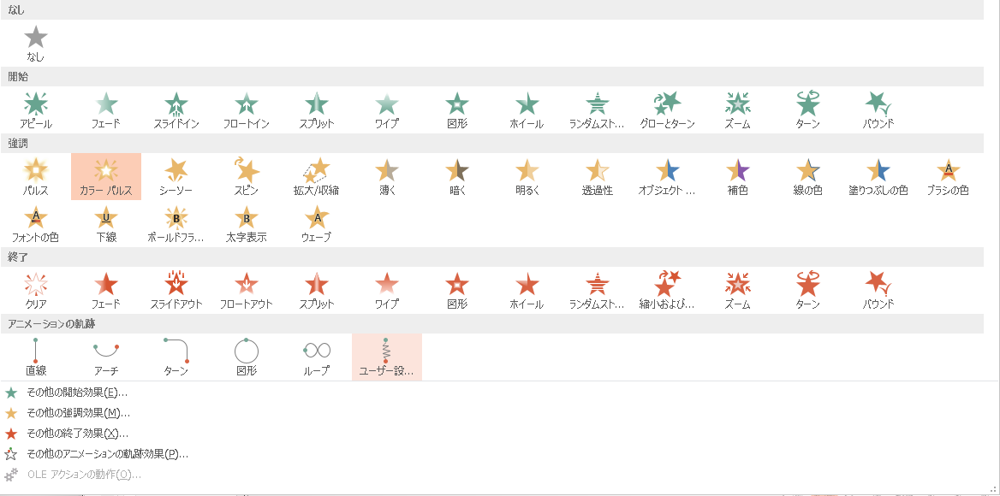 なし
なし
開始
アピール フェード スライドイン フロートイン スプリット ワイプ 図形 ホイール ランダムスト... グローとターン ズーム ターン バウンド
強調
パルス カラー パルス シーソー スピン 拡大/収縮 薄く 暗く 明るく 透過性 オブジェクト ... 補色 線の色 塗りつぶしの色 ブラシの色
A
A U B B A
フォントの色 下線 ボールドフラ... 太字表示 ウェーブ
終了
クリア フェード スライドアウト フロートアウト スプリット ワイプ 図形 ホイール ランダムスト... 縮小および... ズーム ターン バウンド
アニメーションの軌跡
直線 アーチ ターン 図形 ループ ユーザー設...
その他の開始効果(E)...
その他の強調効果(M)...
その他の終了効果(X)...
その他のアニメーションの軌跡効果(P)...
OLE アクションの動作(O)...